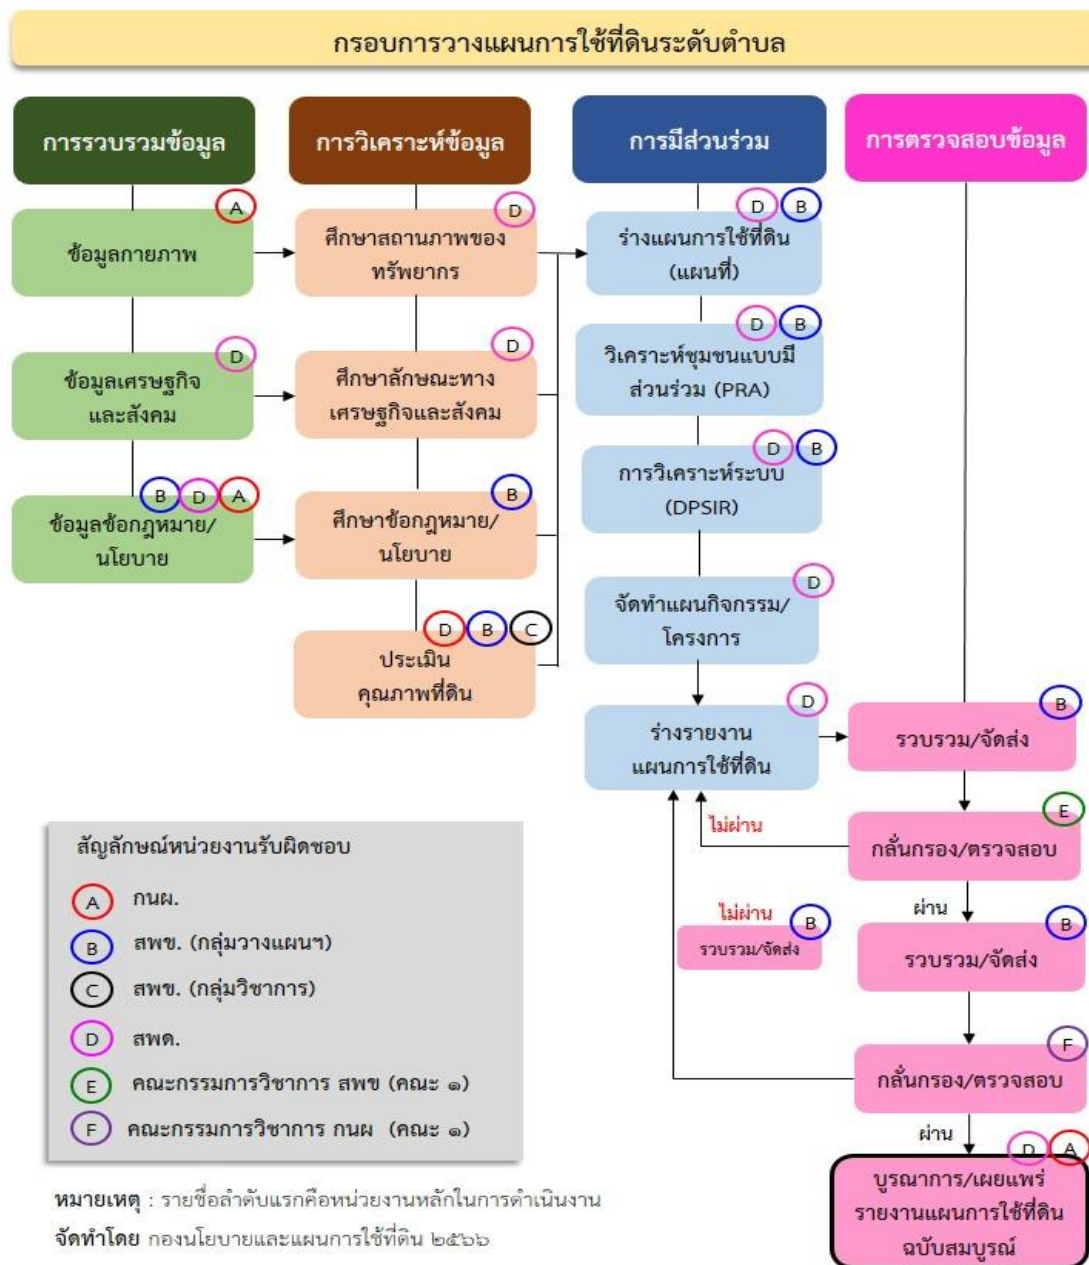 กรอบการวางแผนการใช้ที่ดินระดับตำบล
การรวบรวมข้อมูล
A
ข้อมูลกายภาพ
D
ข้อมูลเศรษฐกิจ
และสังคม
B D A
ข้อมูลข้อกฎหมาย/
นโยบาย
การวิเคราะห์ข้อมูล
D
ศึกษาสถานภาพของ
ทรัพยากร
D
ศึกษาลักษณะทาง
เศรษฐกิจและสังคม
B
ศึกษาข้อกฎหมาย/
นโยบาย
D B C
ประเมิน
คุณภาพที่ดิน
การมีส่วนร่วม
D B
ร่างแผนการใช้ที่ดิน
(แผนที่)
D B
วิเคราะห์ชุมชนแบบมี
ส่วนร่วม (PRA)
D B
การวิเคราะห์ระบบ
(DPSIR)
D
จัดทำแผนกิจกรรม/
โครงการ
D
ร่างรายงาน
แผนการใช้ที่ดิน
การตรวจสอบข้อมูล
B
รวบรวม/จัดส่ง
E
กลั่นกรอง/ตรวจสอบ
ไม่ผ่าน
ผ่าน
B
รวบรวม/จัดส่ง
ไม่ผ่าน
B
รวบรวม/จัดส่ง
F
กลั่นกรอง/ตรวจสอบ
ผ่าน
D A
บูรณาการ/เผยแพร่
รายงานแผนการใช้ที่ดิน
ฉบับสมบูรณ์
สัญลักษณ์หน่วยงานรับผิดชอบ
A กนผ.
B สพข. (กลุ่มวางแผนฯ)
C สพข. (กลุ่มวิชาการ)
D สพด.
E คณะกรรมการวิชาการ สพข (คณะ ๑)
F คณะกรรมการวิชาการ กนผ (คณะ ๑)
หมายเหตุ : รายชื่อลำดับแรกคือหน่วยงานหลักในการดำเนินงาน
จัดทำโดย กองนโยบายและแผนการใช้ที่ดิน ๒๕๖๖